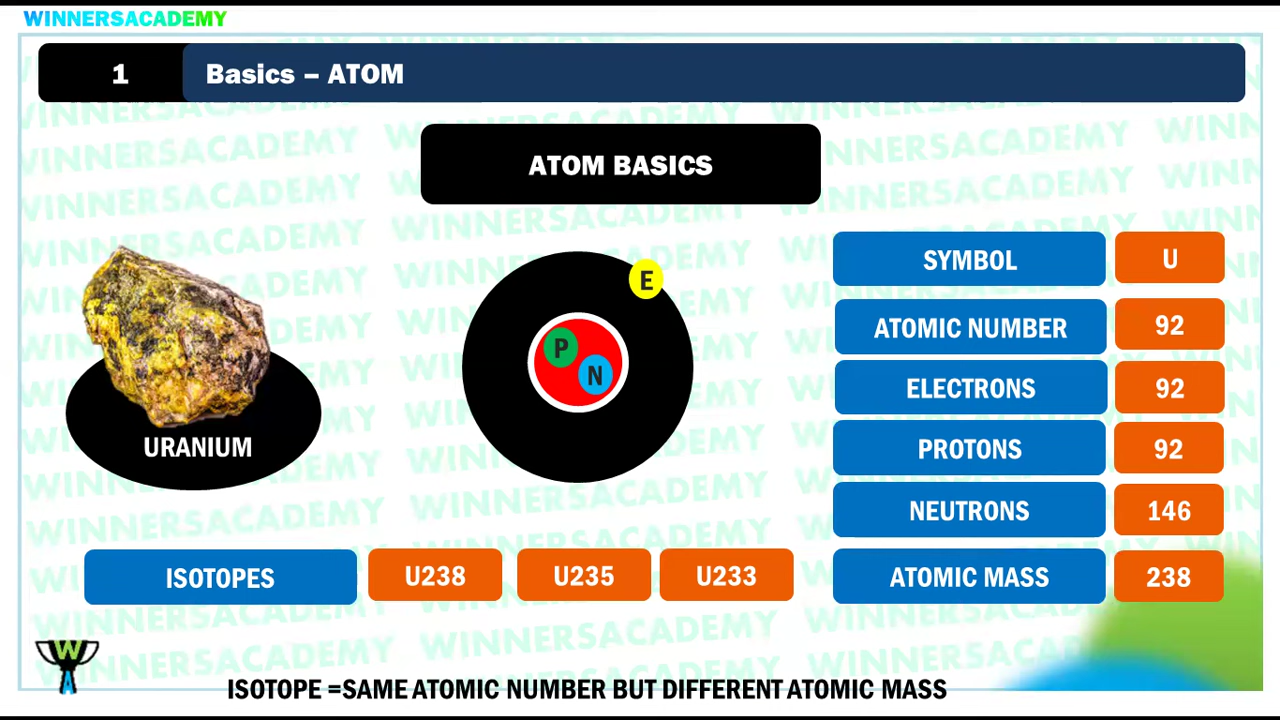 WINNERSACADEMY
1
Basics – ATOM
ATOM BASICS
URANIUM
E
P
N
SYMBOL U
ATOMIC NUMBER 92
ELECTRONS 92
PROTONS 92
NEUTRONS 146
ATOMIC MASS 238
ISOTOPES U238 U235 U233
W
A
ISOTOPE =SAME ATOMIC NUMBER BUT DIFFERENT ATOMIC MASS